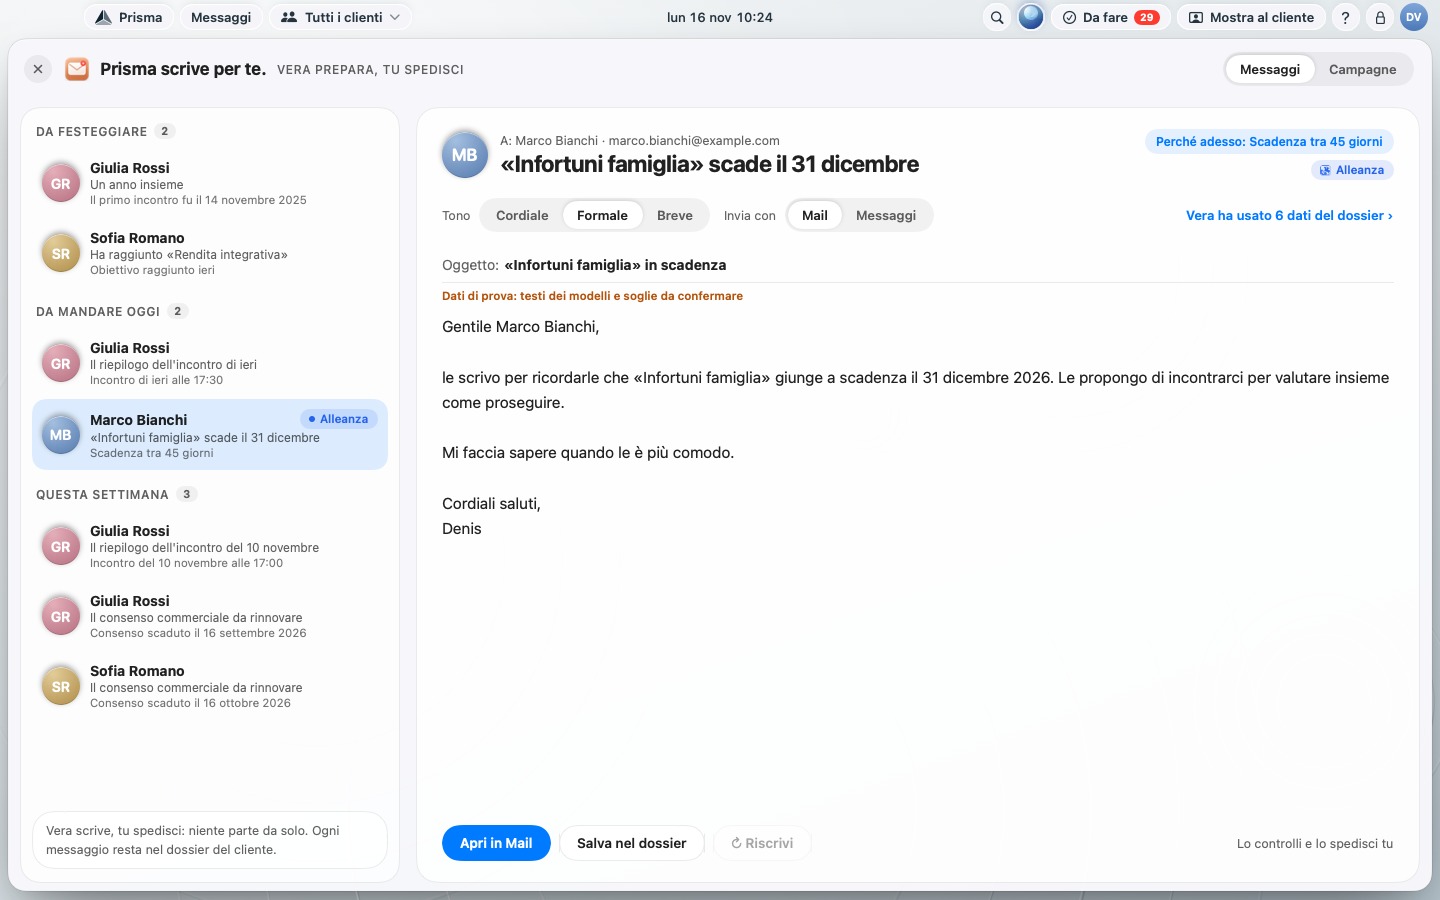 Prisma
Messaggi
Tutti i clienti
lun 16 nov 10:24
Da fare 29
Mostra al cliente
?
DV
Prisma scrive per te. VERA PREPARA, TU SPEDISCI
Messaggi
Campagne
DA FESTEGGIARE 2
GR
Giulia Rossi
Un anno insieme
Il primo incontro fu il 14 novembre 2025
SR
Sofia Romano
Ha raggiunto «Rendita integrativa»
Obiettivo raggiunto ieri
DA MANDARE OGGI 2
GR
Giulia Rossi
Il riepilogo dell'incontro di ieri
Incontro di ieri alle 17:30
MB
Marco Bianchi
Alleanza
«Infortuni famiglia» scade il 31 dicembre
Scadenza tra 45 giorni
QUESTA SETTIMANA 3
GR
Giulia Rossi
Il riepilogo dell'incontro del 10 novembre
Incontro del 10 novembre alle 17:00
GR
Giulia Rossi
Il consenso commerciale da rinnovare
Consenso scaduto il 16 settembre 2026
SR
Sofia Romano
Il consenso commerciale da rinnovare
Consenso scaduto il 16 ottobre 2026
Vera scrive, tu spedisci: niente parte da solo. Ogni
messaggio resta nel dossier del cliente.
MB
A: Marco Bianchi · marco.bianchi@example.com
«Infortuni famiglia» scade il 31 dicembre
Perché adesso: Scadenza tra 45 giorni
Alleanza
Tono
Cordiale
Formale
Breve
Invia con
Mail
Messaggi
Vera ha usato 6 dati del dossier ›
Oggetto: «Infortuni famiglia» in scadenza
Dati di prova: testi dei modelli e soglie da confermare
Gentile Marco Bianchi,
le scrivo per ricordarle che «Infortuni famiglia» giunge a scadenza il 31 dicembre 2026. Le propongo di incontrarci per valutare insieme
come proseguire.
Mi faccia sapere quando le è più comodo.
Cordiali saluti,
Denis
Apri in Mail
Salva nel dossier
Riscrivi
Lo controlli e lo spedisci tu